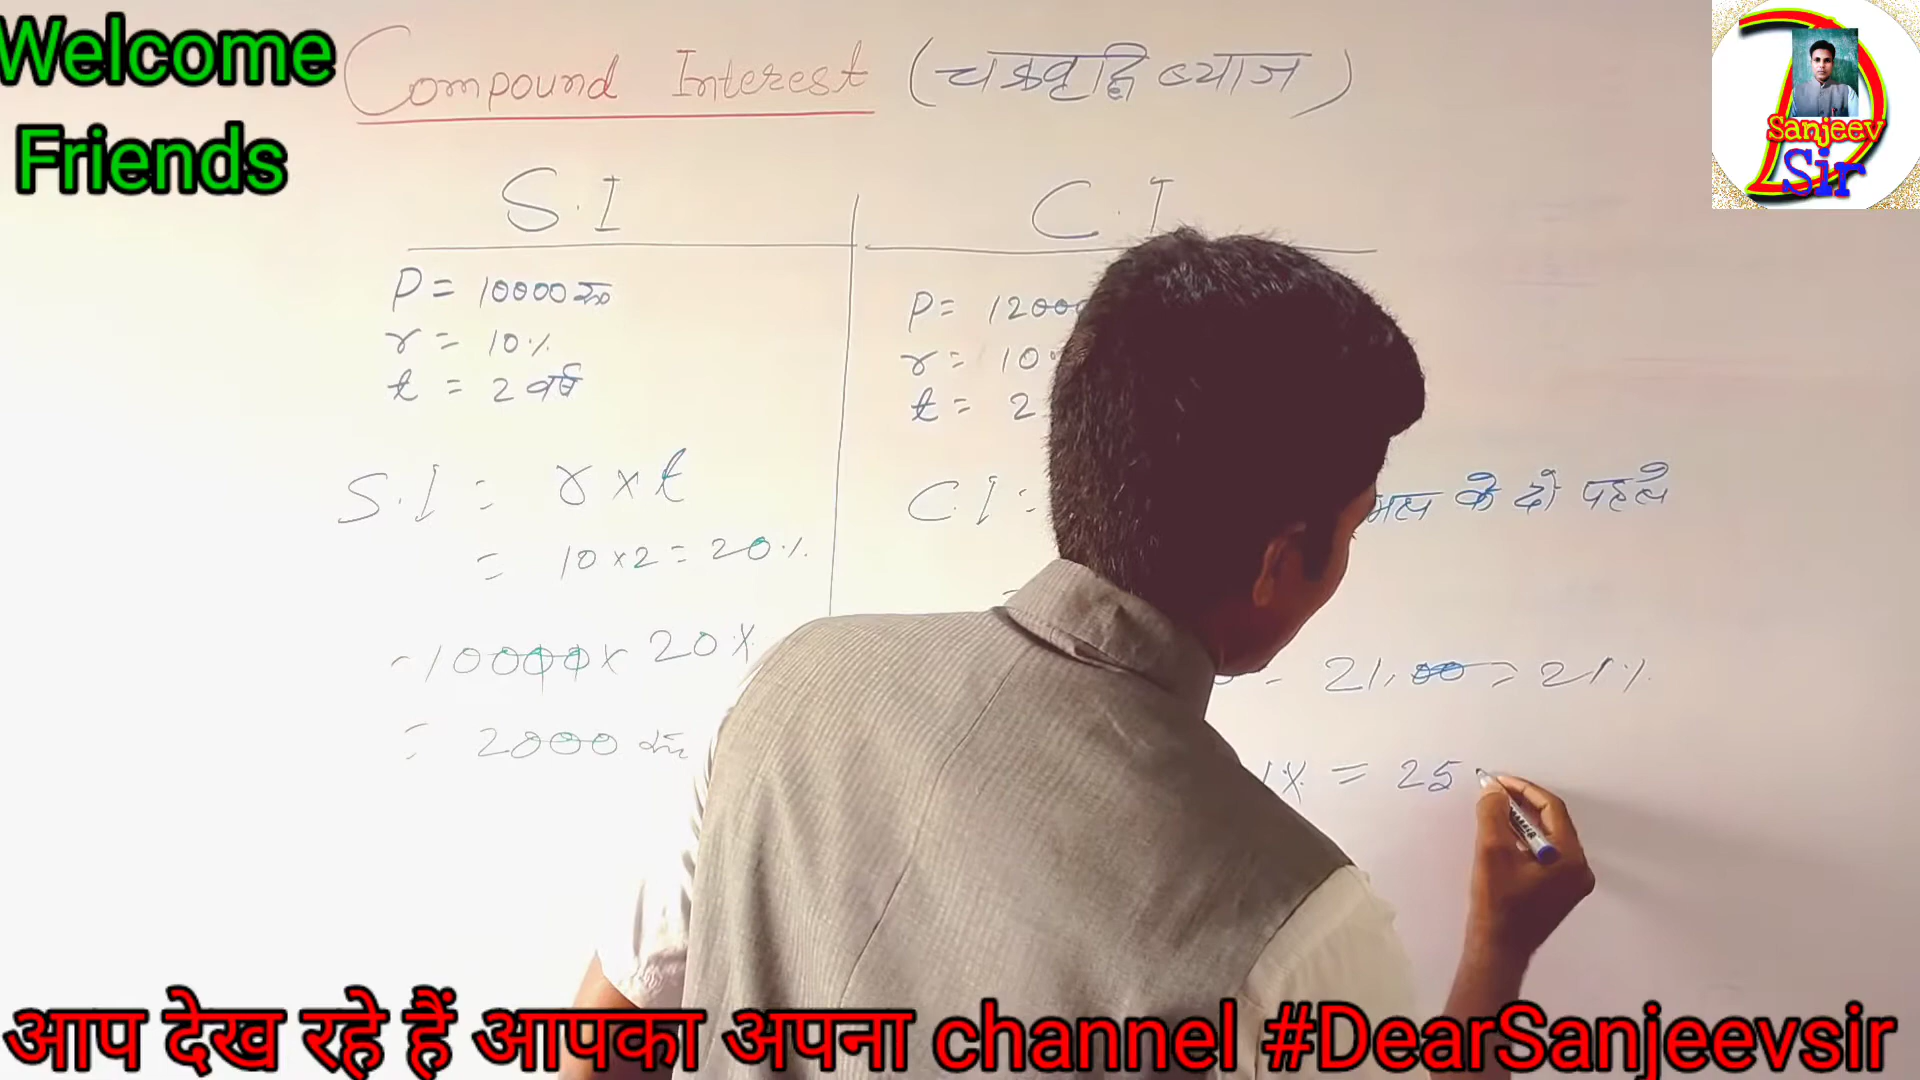 Welcome
Friends
Compound Interest (चक्रवृद्धि ब्याज)
Sanjeev
Sir
S.I
P = 10000 रु०
r = 10%
t = 2 वर्ष
S.I = r × t
= 10 × 2 = 20%
10000 × 20%
= 2000 रु०
C.I
P = 12000
r = 10
t = 2
C.I =
के दो पहले
= 21.00 = 21%
1% = 25
आप देख रहे हैं आपका अपना channel #DearSanjeevsir